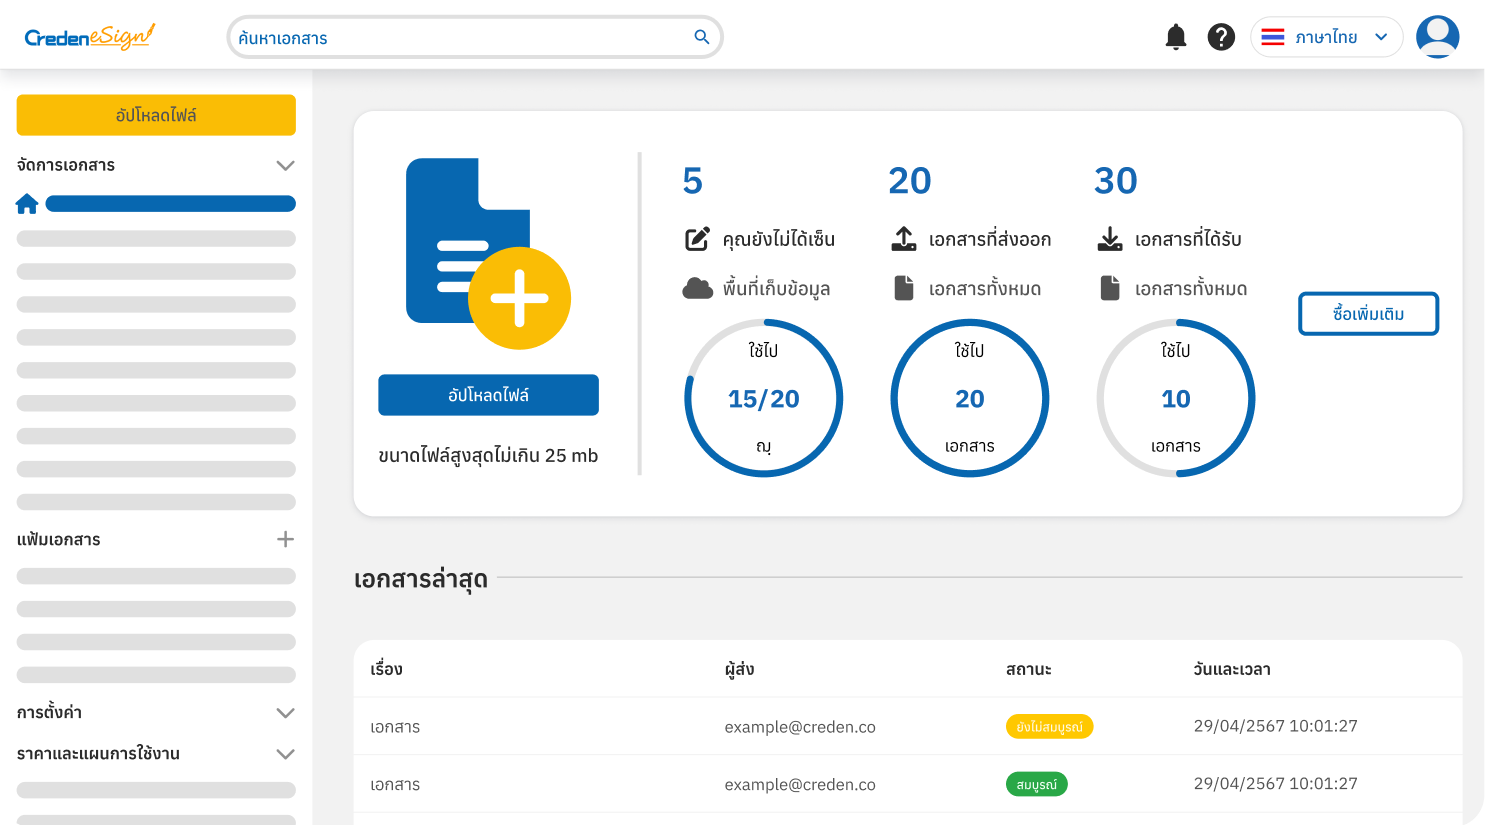 Creden eSign
ค้นหาเอกสาร
ภาษาไทย
อัปโหลดไฟล์
จัดการเอกสาร
แฟ้มเอกสาร
การตั้งค่า
ราคาและแผนการใช้งาน
อัปโหลดไฟล์
ขนาดไฟล์สูงสุดไม่เกิน 25 mb
5
คุณยังไม่ได้เซ็น
พื้นที่เก็บข้อมูล
ใช้ไป
15/20
20
เอกสารที่ส่งออก
เอกสารทั้งหมด
ใช้ไป
20
เอกสาร
30
เอกสารที่ได้รับ
เอกสารทั้งหมด
ใช้ไป
10
เอกสาร
ซื้อเพิ่มเติม
เอกสารล่าสุด
เรื่อง ผู้ส่ง สถานะ วันและเวลา
เอกสาร example@creden.co ยังไม่สมบูรณ์ 29/04/2567 10:01:27
เอกสาร example@creden.co สมบูรณ์ 29/04/2567 10:01:27